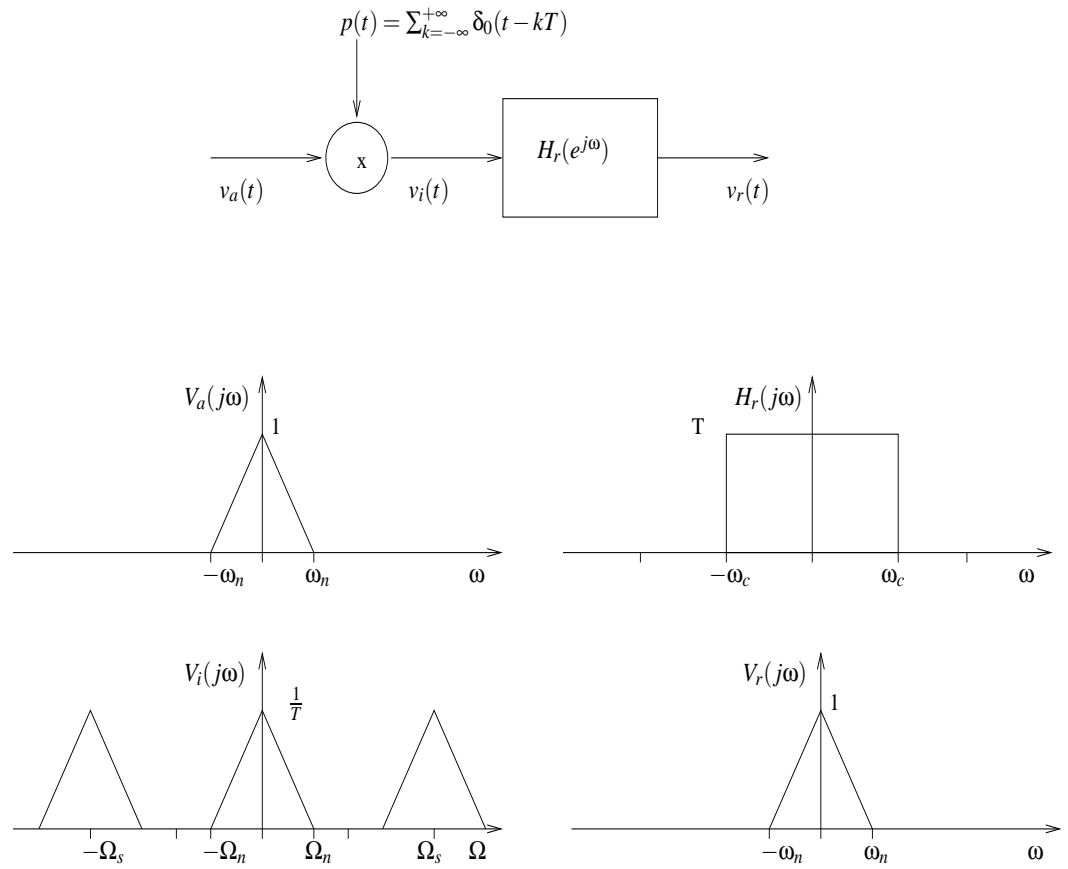 p(t) = ∑_{k=−∞}^{+∞} δ₀(t − kT)
x
H_r(e^{jω})
v_a(t)
v_i(t)
v_r(t)
V_a(jω)
1
−ω_n
ω_n
ω
H_r(jω)
T
−ω_c
ω_c
ω
V_i(jω)
1/T
−Ω_s
−Ω_n
Ω_n
Ω_s
Ω
V_r(jω)
1
−ω_n
ω_n
ω